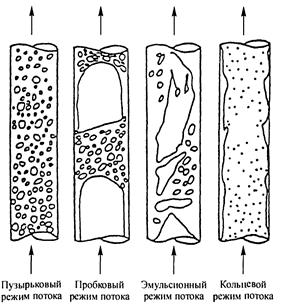 Пузырьковый режим потока
Пробковый режим потока
Эмульсионный режим потока
Кольцевой режим потока